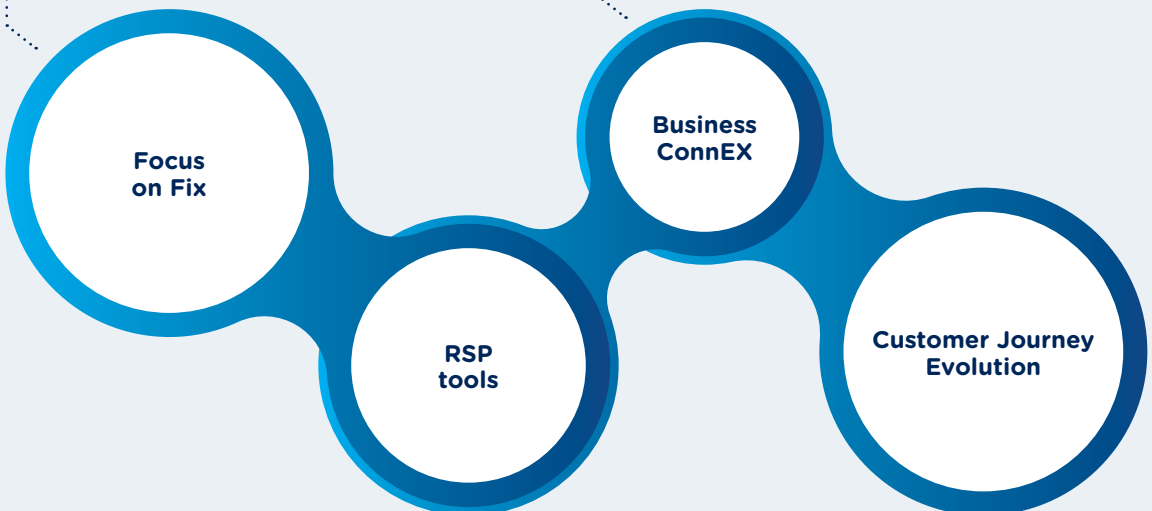 Focus
on Fix
RSP
tools
Business
ConnEX
Customer Journey
Evolution